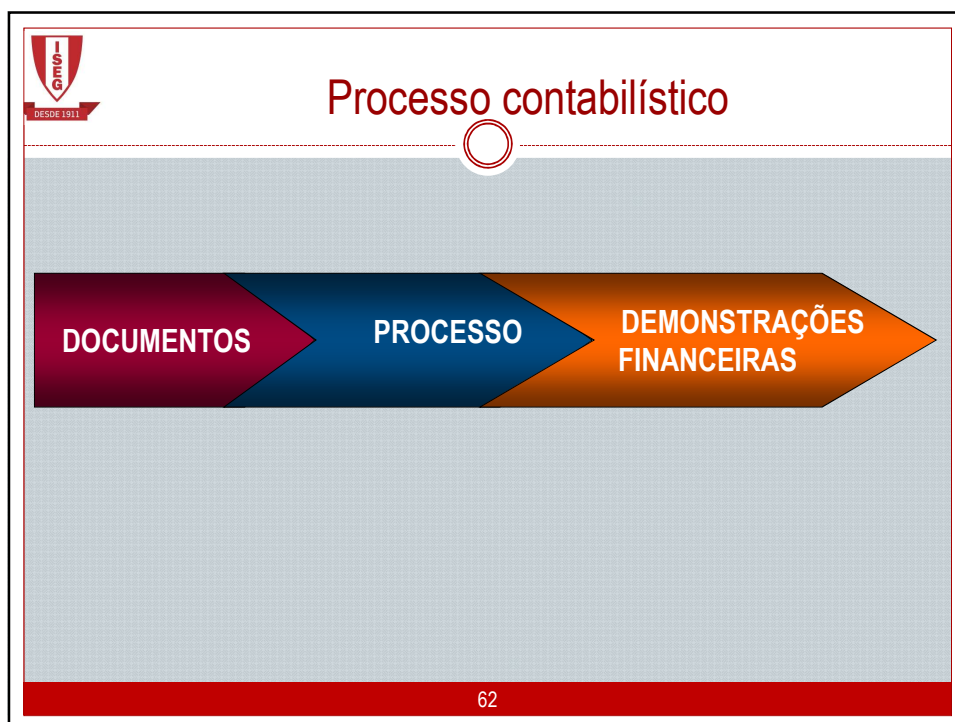 ISEG
DESDE 1911
Processo contabilístico
DOCUMENTOS
PROCESSO
DEMONSTRAÇÕES
FINANCEIRAS
62